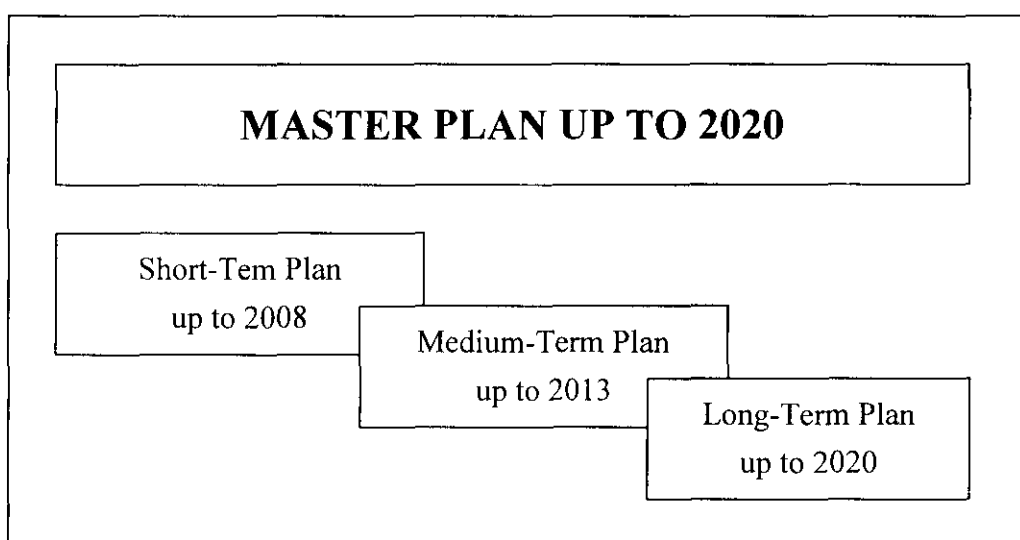 MASTER PLAN UP TO 2020
Short-Tem Plan
up to 2008
Medium-Term Plan
up to 2013
Long-Term Plan
up to 2020